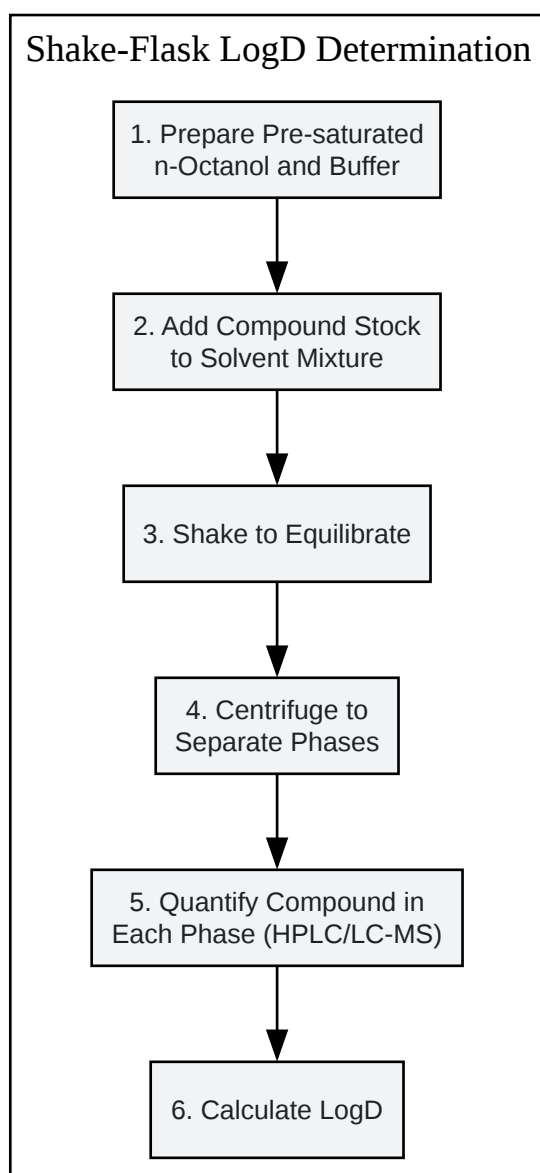 Shake-Flask LogD Determination
1. Prepare Pre-saturated
n-Octanol and Buffer
2. Add Compound Stock
to Solvent Mixture
3. Shake to Equilibrate
4. Centrifuge to
Separate Phases
5. Quantify Compound in
Each Phase (HPLC/LC-MS)
6. Calculate LogD